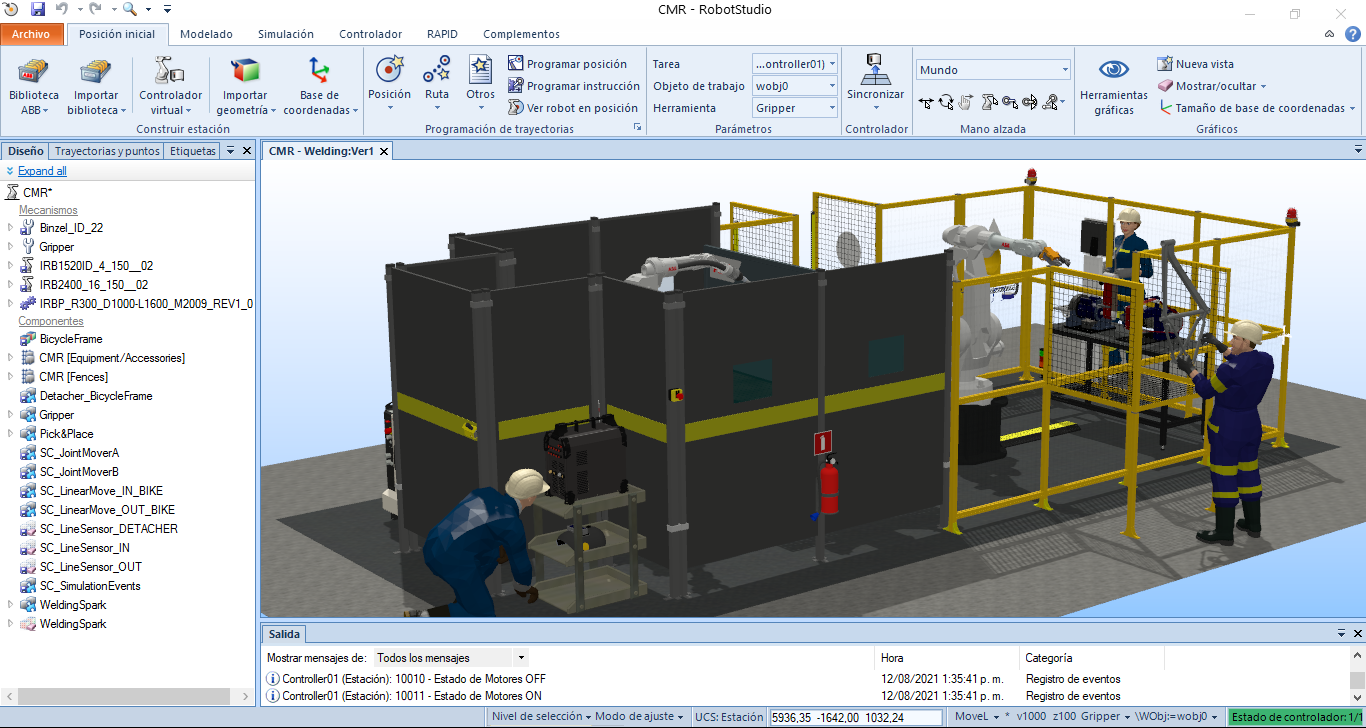 CMR - RobotStudio
Archivo Posición inicial Modelado Simulación Controlador RAPID Complementos
Biblioteca ABB
Importar biblioteca
Controlador virtual
Importar geometría
Base de coordenadas
Construir estación
Posición
Ruta
Otros
Programar posición
Programar instrucción
Ver robot en posición
Programación de trayectorias
Tarea ...ontroller01)
Objeto de trabajo wobj0
Herramienta Gripper
Parámetros
Sincronizar
Controlador
Mundo
Mano alzada
Herramientas gráficas
Nueva vista
Mostrar/ocultar
Tamaño de base de coordenadas
Gráficos
Diseño Trayectorias y puntos Etiquetas
Expand all
CMR*
Mecanismos
Binzel_ID_22
Gripper
IRB1520ID_4_150__02
IRB2400_16_150__02
IRBP_R300_D1000-L1600_M2009_REV1_0
Componentes
BicycleFrame
CMR [Equipment/Accessories]
CMR [Fences]
Detacher_BicycleFrame
Gripper
Pick&Place
SC_JointMoverA
SC_JointMoverB
SC_LinearMove_IN_BIKE
SC_LinearMove_OUT_BIKE
SC_LineSensor_DETACHER
SC_LineSensor_IN
SC_LineSensor_OUT
SC_SimulationEvents
WeldingSpark
WeldingSpark
CMR - Welding:Ver1
Salida
Mostrar mensajes de: Todos los mensajes Hora Categoría
Controller01 (Estación): 10010 - Estado de Motores OFF 12/08/2021 1:35:41 p. m. Registro de eventos
Controller01 (Estación): 10011 - Estado de Motores ON 12/08/2021 1:35:41 p. m. Registro de eventos
Nivel de selección Modo de ajuste UCS: Estación 5936,35 -1642,00 1032,24 MoveL * v1000 z100 Gripper \WObj:=wobj0 Estado de controlador: 1/1